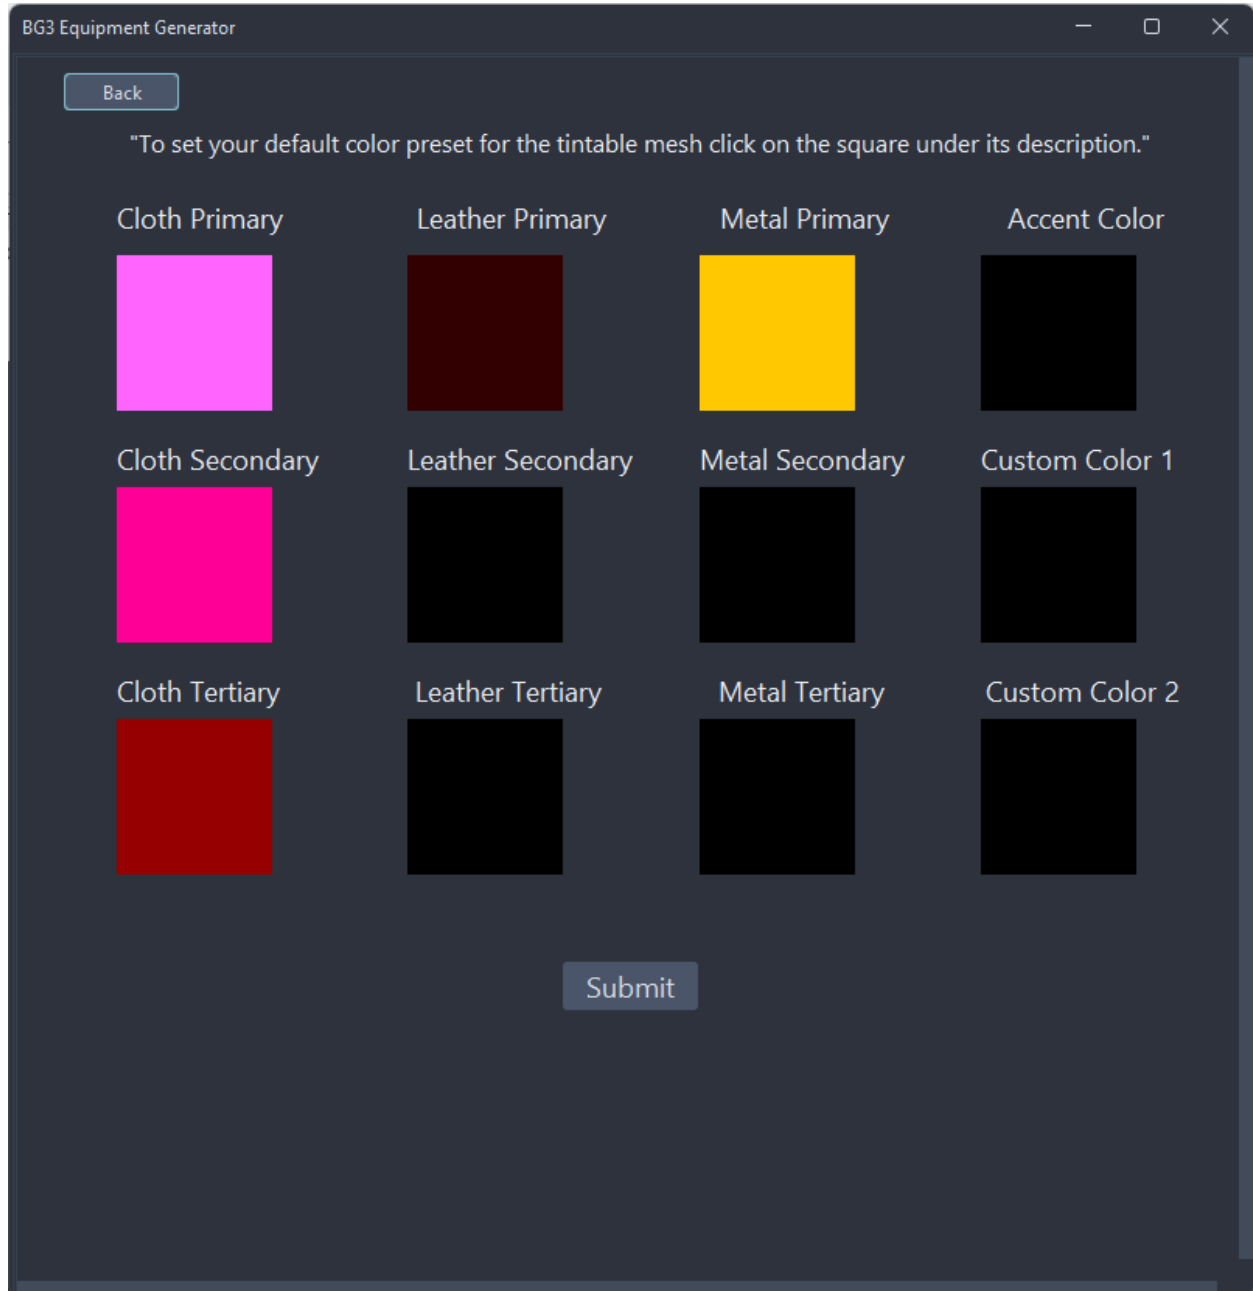 BG3 Equipment Generator
Back
"To set your default color preset for the tintable mesh click on the square under its description."
Cloth Primary Leather Primary Metal Primary Accent Color
Cloth Secondary Leather Secondary Metal Secondary Custom Color 1
Cloth Tertiary Leather Tertiary Metal Tertiary Custom Color 2
Submit